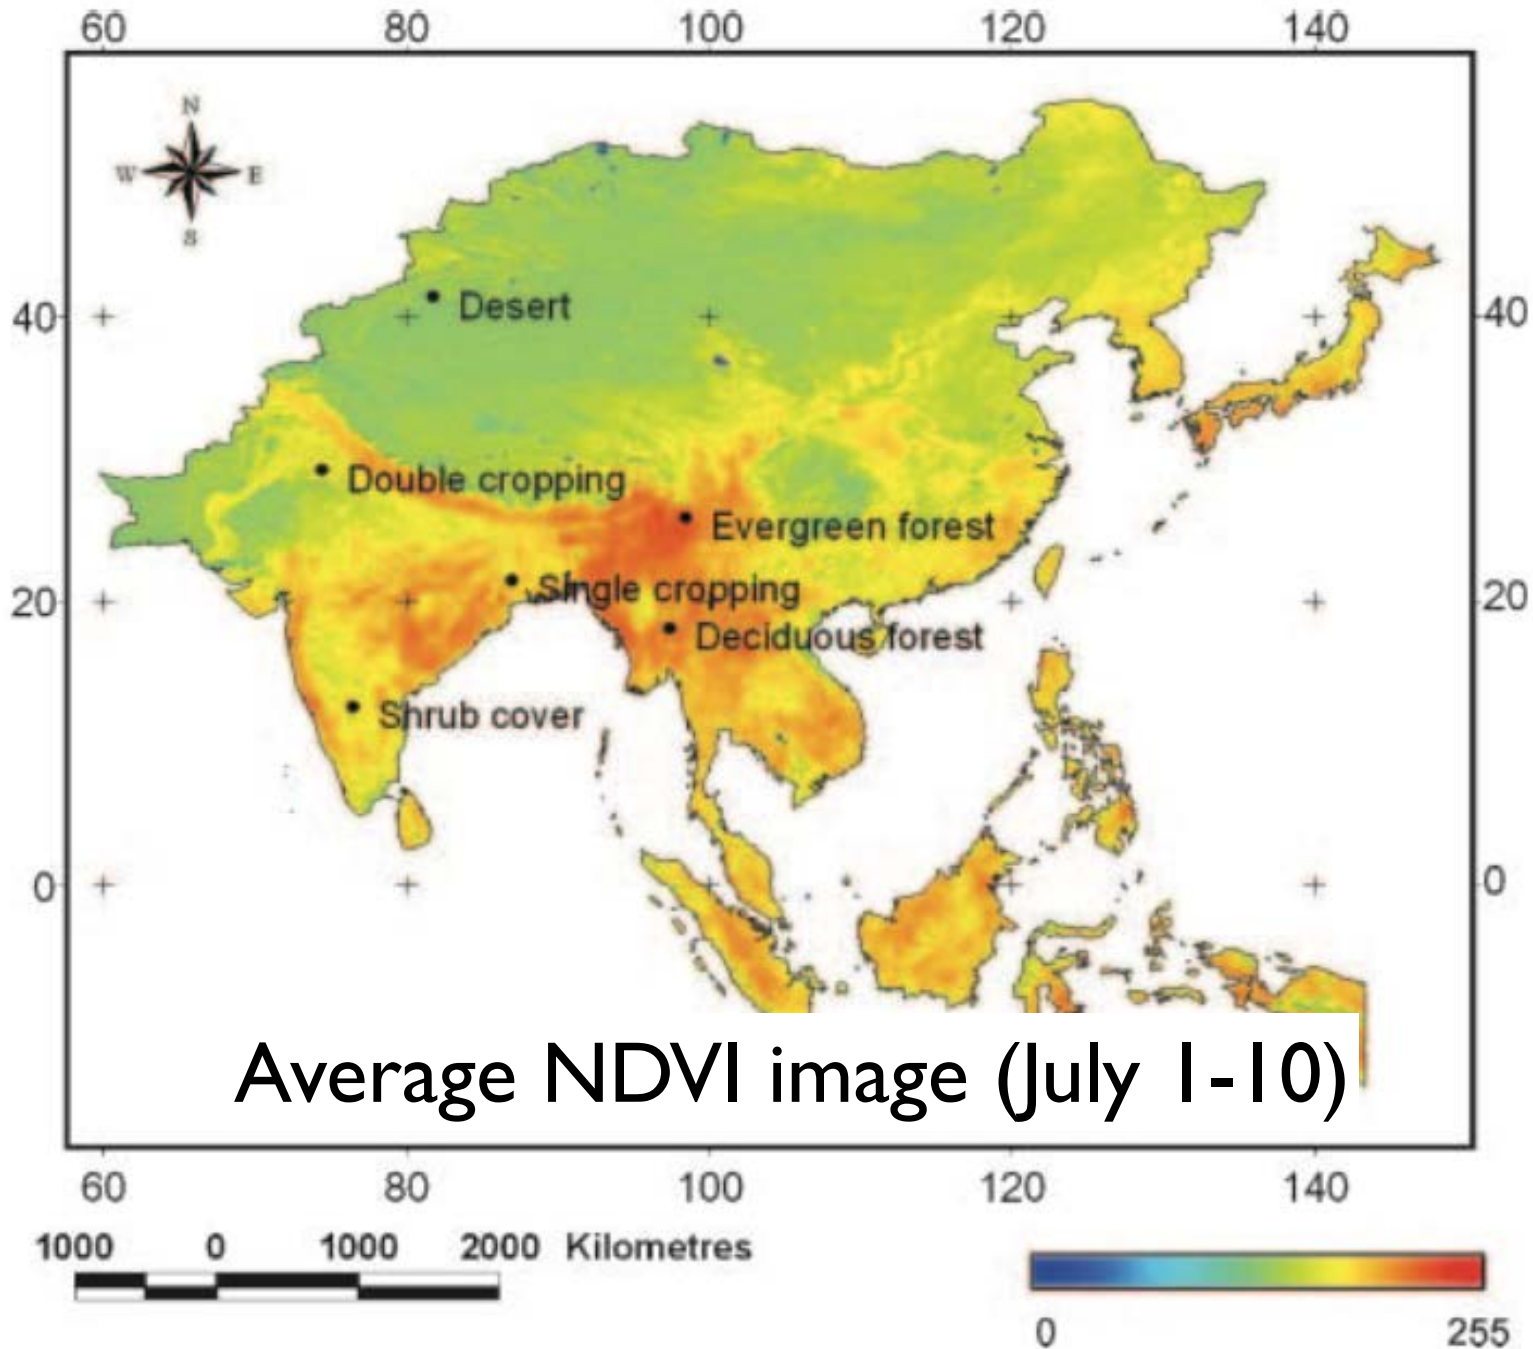 60 80 100 120 140
N
W E
S
40 Desert 40
Double cropping
Evergreen forest
20 Single cropping 20
Deciduous forest
Shrub cover
0 0
Average NDVI image (July 1-10)
60 80 100 120 140
1000 0 1000 2000 Kilometres
0 255